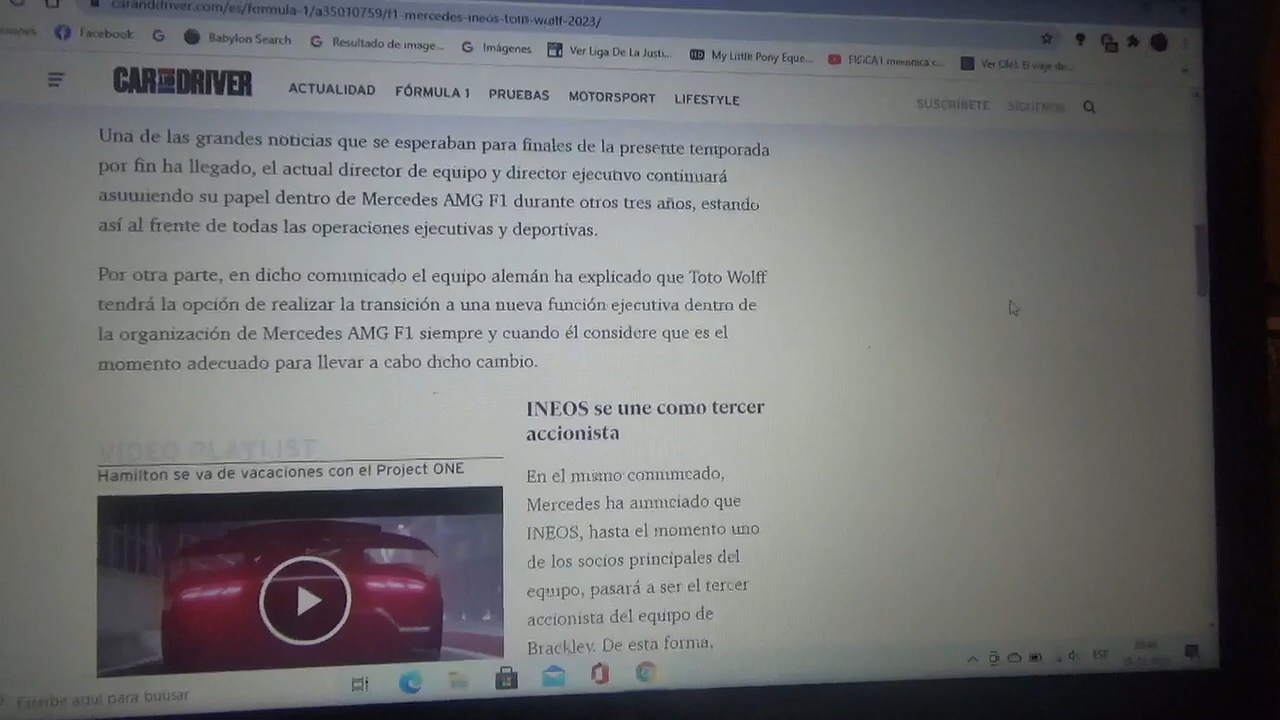 caranddriver.com/es/formula-1/a35010759/f1-mercedes-ineos-toto-wolff-2023/
Facebook
Babylon Search
Resultado de image...
Imágenes
Ver Liga De La Justi...
My Little Pony Eque...
CAR AND DRIVER
ACTUALIDAD
FÓRMULA 1
PRUEBAS
MOTORSPORT
LIFESTYLE
SUSCRÍBETE
SÍGUENOS
Una de las grandes noticias que se esperaban para finales de la presente temporada
por fin ha llegado, el actual director de equipo y director ejecutivo continuará
asumiendo su papel dentro de Mercedes AMG F1 durante otros tres años, estando
así al frente de todas las operaciones ejecutivas y deportivas.
Por otra parte, en dicho comunicado el equipo alemán ha explicado que Toto Wolff
tendrá la opción de realizar la transición a una nueva función ejecutiva dentro de
la organización de Mercedes AMG F1 siempre y cuando él considere que es el
momento adecuado para llevar a cabo dicho cambio.
VIDEO PLAYLIST
Hamilton se va de vacaciones con el Project ONE
INEOS se une como tercer
accionista
En el mismo comunicado,
Mercedes ha anunciado que
INEOS, hasta el momento uno
de los socios principales del
equipo, pasará a ser el tercer
accionista del equipo de
Brackley. De esta forma,
Escribe aquí para buscar
ESP